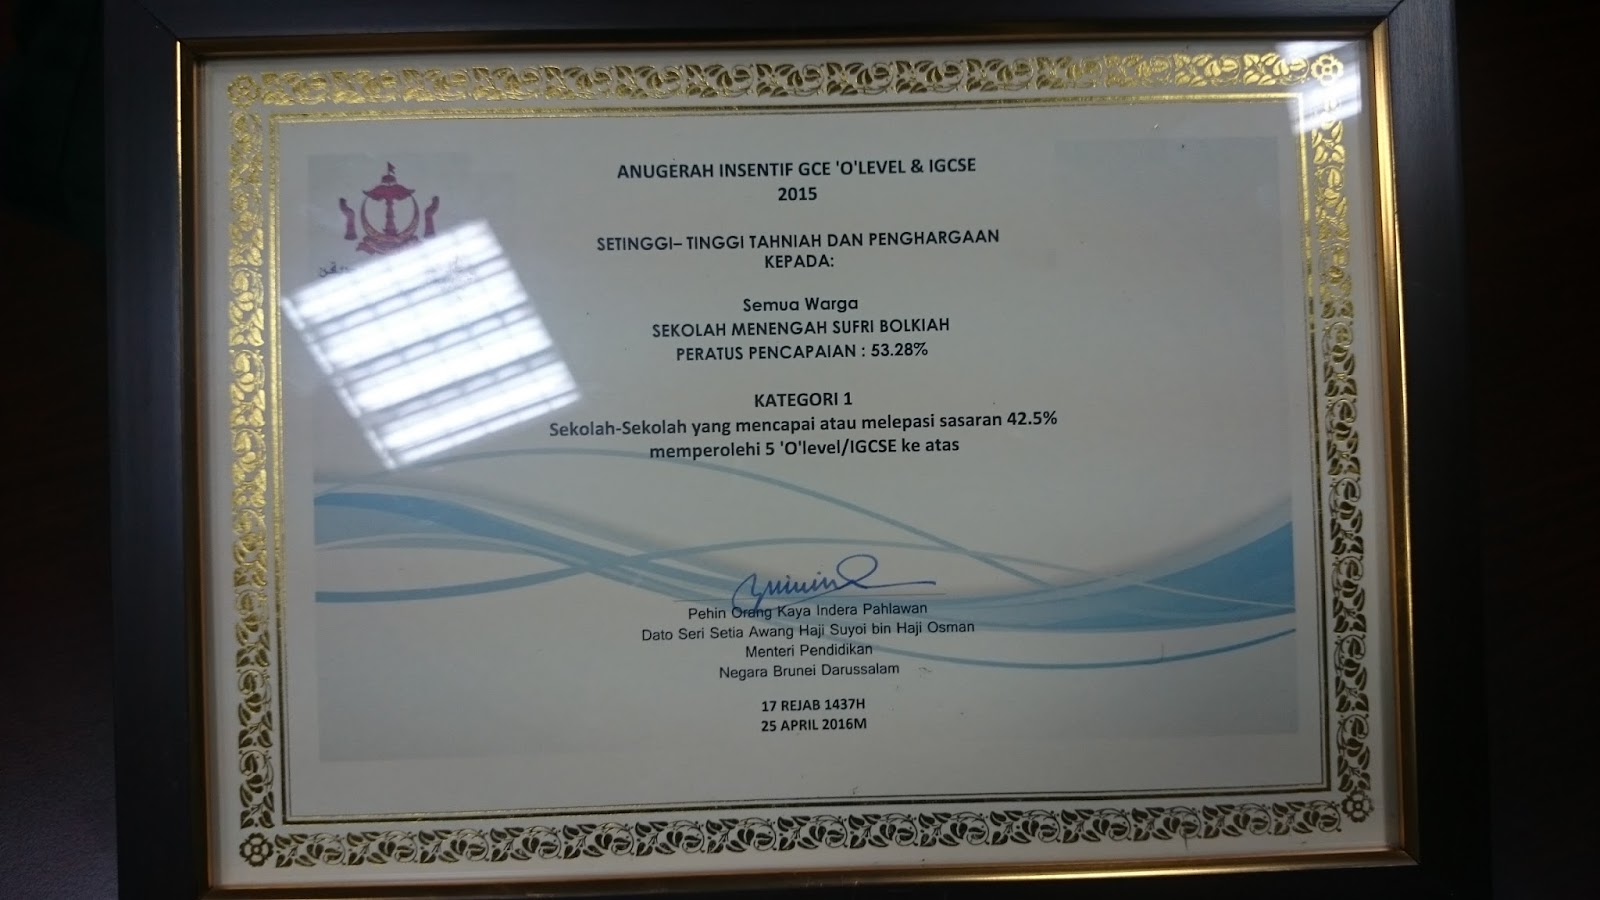 ANUGERAH INSENTIF GCE 'O'LEVEL & IGCSE
2015
SETINGGI– TINGGI TAHNIAH DAN PENGHARGAAN
KEPADA:
Semua Warga
SEKOLAH MENENGAH SUFRI BOLKIAH
PERATUS PENCAPAIAN : 53.28%
KATEGORI 1
Sekolah-Sekolah yang mencapai atau melepasi sasaran 42.5%
memperolehi 5 'O'level/IGCSE ke atas
Pehin Orang Kaya Indera Pahlawan
Dato Seri Setia Awang Haji Suyoi bin Haji Osman
Menteri Pendidikan
Negara Brunei Darussalam
17 REJAB 1437H
25 APRIL 2016M